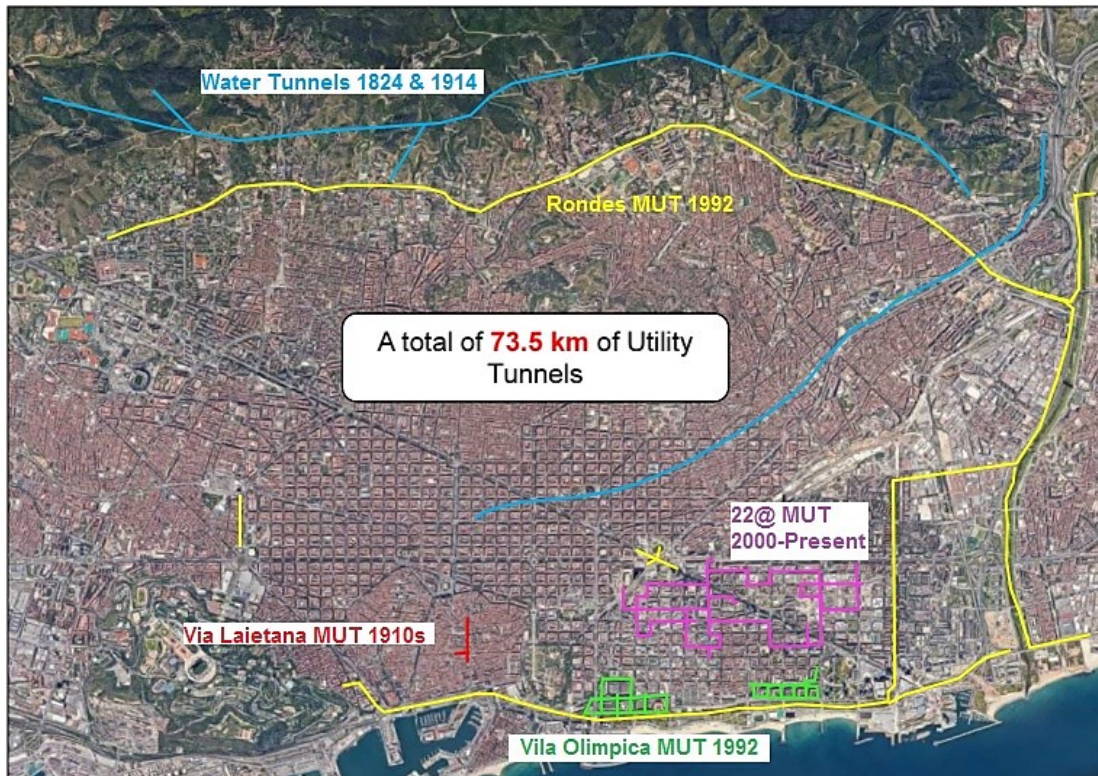 Water Tunnels 1824 & 1914
Rondes MUT 1992
A total of 73.5 km of Utility
Tunnels
22@ MUT
2000-Present
Via Laietana MUT 1910s
Vila Olimpica MUT 1992